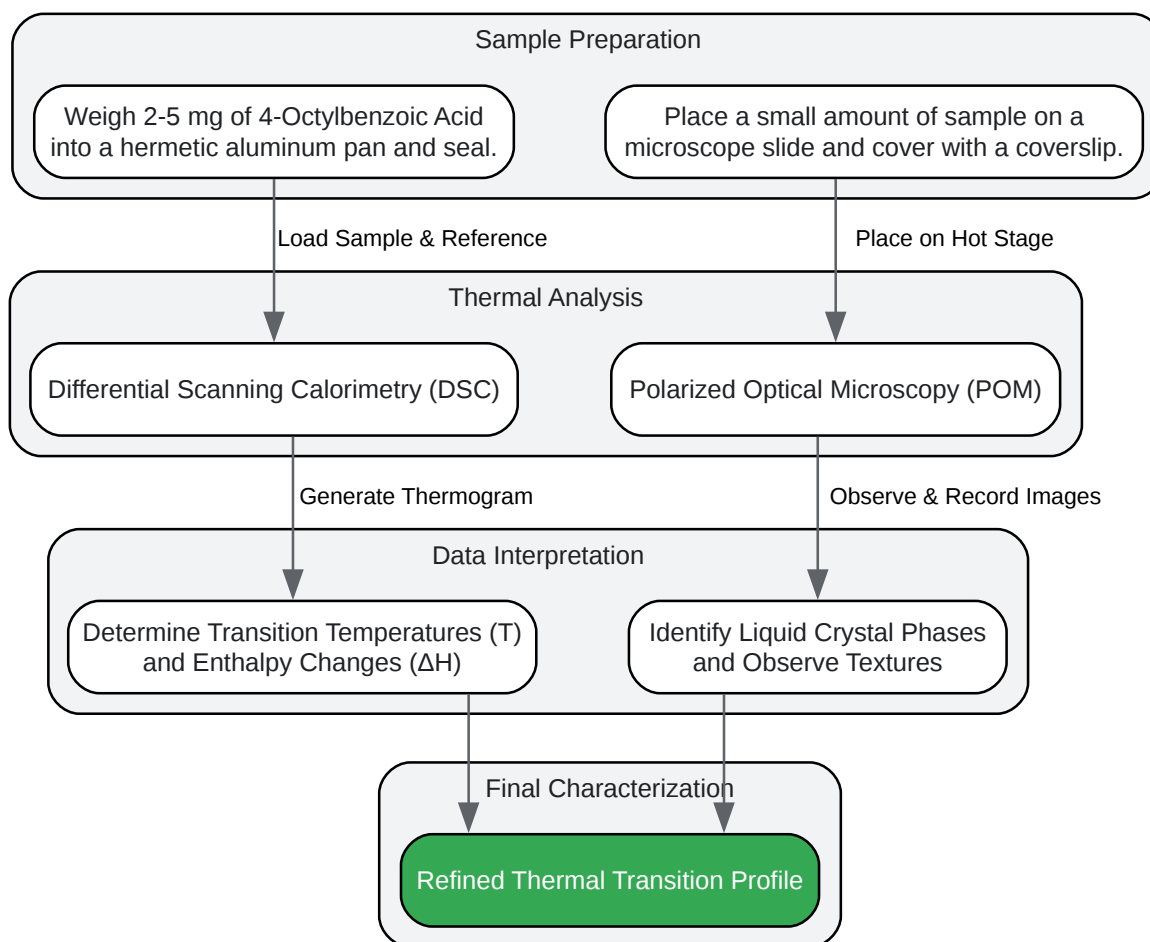 Sample Preparation
Weigh 2-5 mg of 4-Octylbenzoic Acid
into a hermetic aluminum pan and seal.
Place a small amount of sample on a
microscope slide and cover with a coverslip.
Load Sample & Reference
Place on Hot Stage
Thermal Analysis
Differential Scanning Calorimetry (DSC)
Polarized Optical Microscopy (POM)
Generate Thermogram
Observe & Record Images
Data Interpretation
Determine Transition Temperatures (T)
and Enthalpy Changes (ΔH)
Identify Liquid Crystal Phases
and Observe Textures
Final Characterization
Refined Thermal Transition Profile